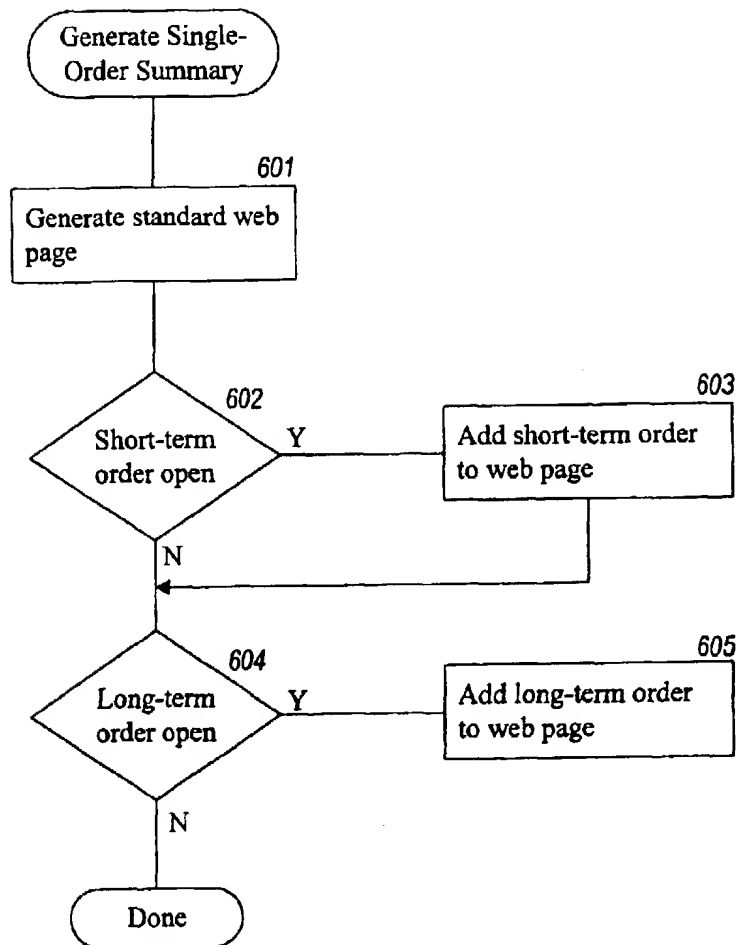 Generate Single-
Order Summary
601
Generate standard web
page
602
Short-term
order open
Y
603
Add short-term order
to web page
N
604
Long-term
order open
Y
605
Add long-term order
to web page
N
Done